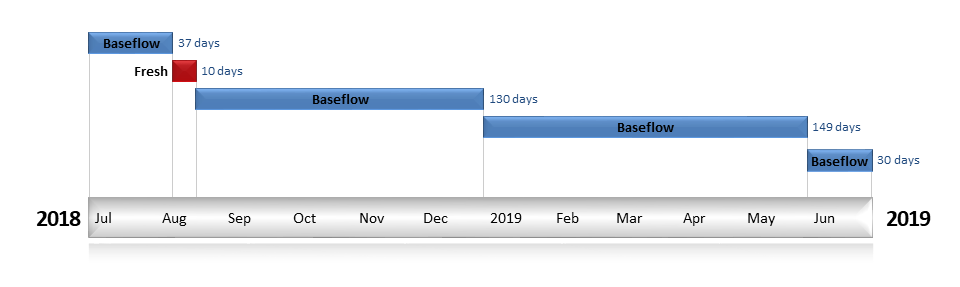 Baseflow 37 days
Fresh 10 days
Baseflow 130 days
Baseflow 149 days
Baseflow 30 days
2018 Jul Aug Sep Oct Nov Dec 2019 Feb Mar Apr May Jun 2019